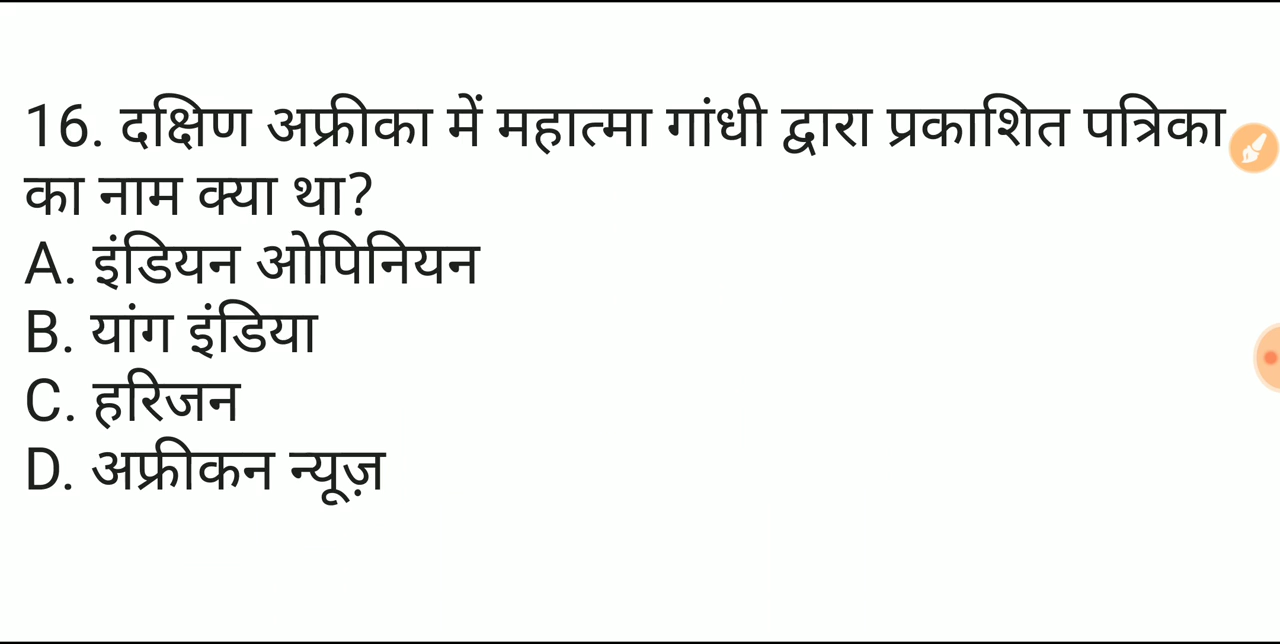 16. दक्षिण अफ्रीका में महात्मा गांधी द्वारा प्रकाशित पत्रिका
का नाम क्या था?
A. इंडियन ओपिनियन
B. यांग इंडिया
C. हरिजन
D. अफ्रीकन न्यूज़